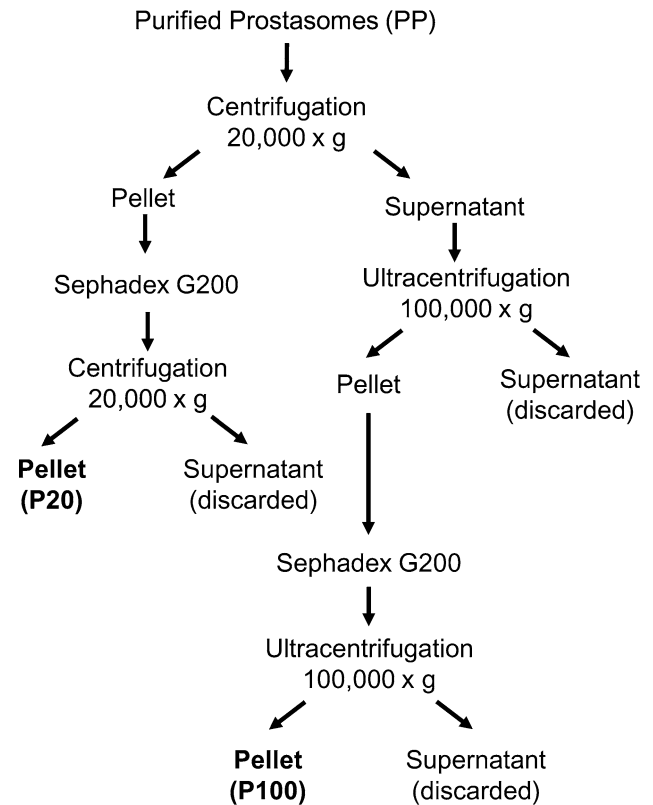 Purified Prostasomes (PP)
Centrifugation
20,000 x g
Pellet
Supernatant
Sephadex G200
Ultracentrifugation
100,000 x g
Centrifugation
20,000 x g
Pellet
Supernatant
(discarded)
Pellet
(P20)
Supernatant
(discarded)
Sephadex G200
Ultracentrifugation
100,000 x g
Pellet
(P100)
Supernatant
(discarded)